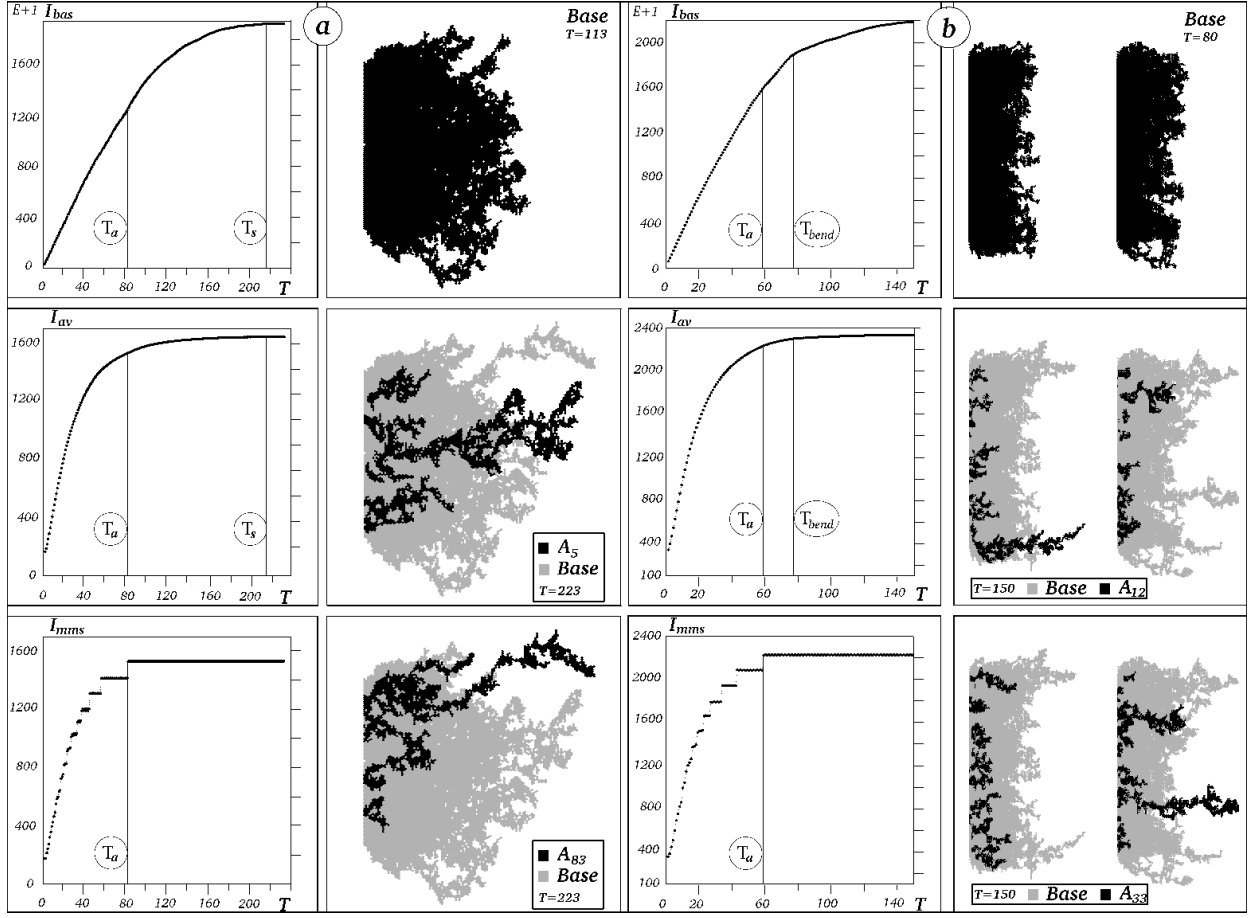 E+1 I_bas
1600
1200
800
400
0
0 40 80 120 160 200 T
T_a
T_s
a
Base
T=113
I_bas
2000
1600
1200
800
400
0
0 20 60 100 140 T
T_a
T_bend
b
Base
T=80
I_av
1600
1200
800
400
0
0 40 80 120 160 200 T
T_a
T_s
A_5
Base
T=223
I_av
2400
2000
1600
1200
800
400
100
0 20 60 100 140 T
T_a
T_bend
T=150 Base A_12
I_mms
1600
1200
800
400
0
0 40 80 120 160 200 T
T_a
A_83
Base
T=223
I_mms
2400
2000
1600
1200
800
400
100
0 20 60 100 140 T
T_a
T=150 Base A_33